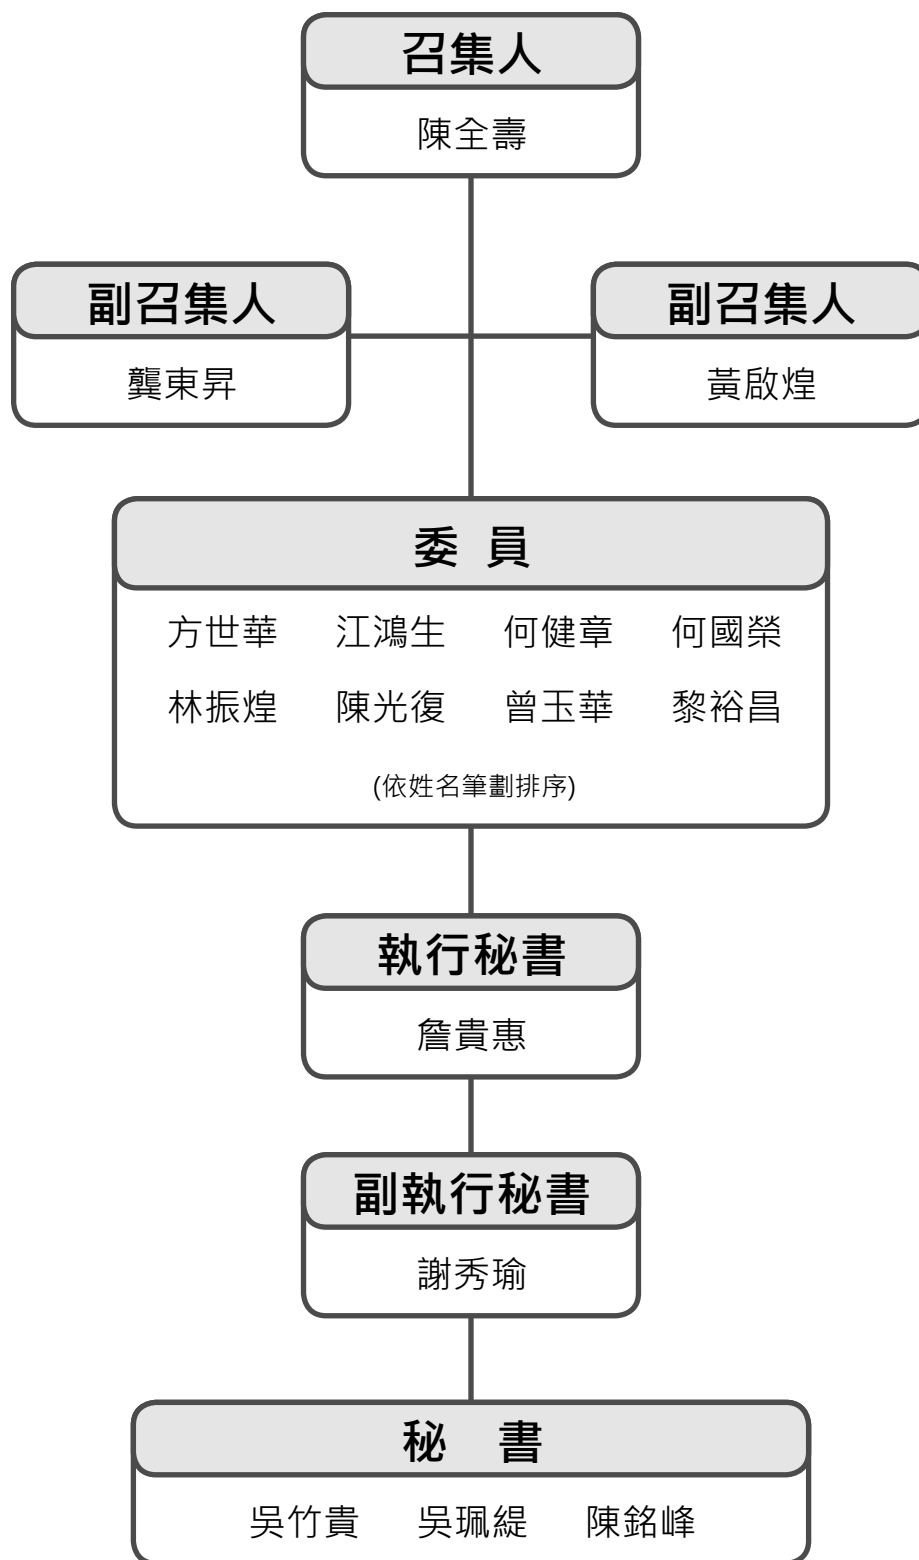 召集人
陳全壽
副召集人
龔東昇
副召集人
黃啟煌
委 員
方世華 江鴻生 何健章 何國榮
林振煌 陳光復 曾玉華 黎裕昌
(依姓名筆劃排序)
執行秘書
詹貴惠
副執行秘書
謝秀瑜
秘 書
吳竹貴 吳珮緹 陳銘峰